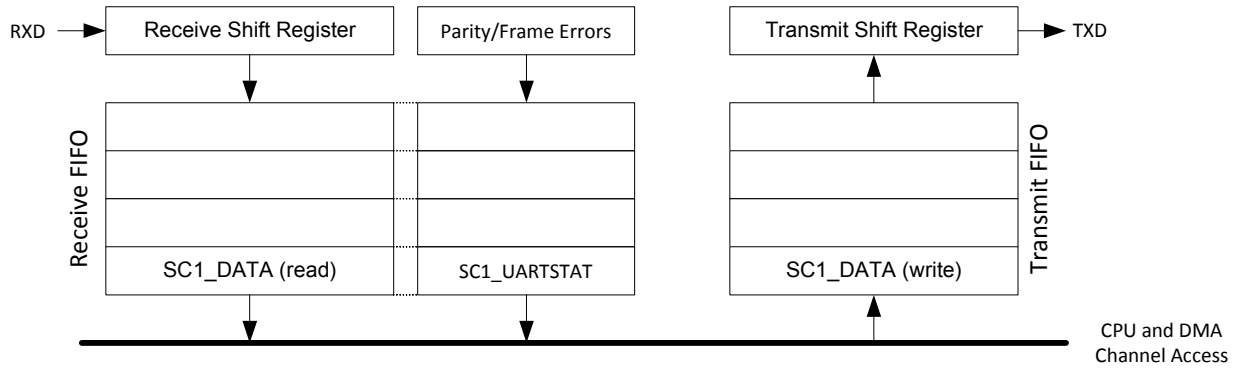 RXD
Receive Shift Register
Parity/Frame Errors
Transmit Shift Register
TXD
Receive FIFO
Transmit FIFO
SC1_DATA (read)
SC1_UARTSTAT
SC1_DATA (write)
CPU and DMA
Channel Access